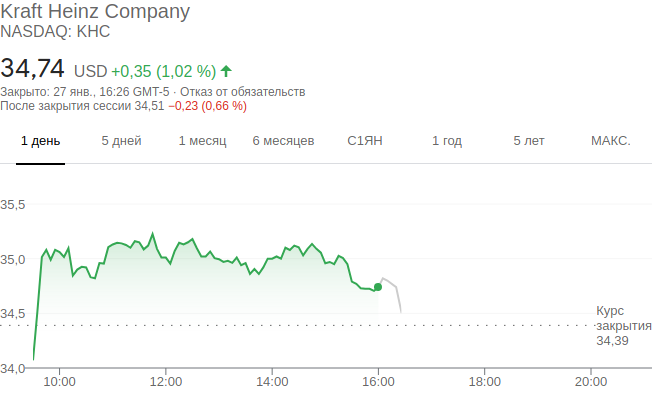 Kraft Heinz Company
NASDAQ: KHC
34,74 USD +0,35 (1,02 %)
Закрыто: 27 янв., 16:26 GMT-5 · Отказ от обязательств
После закрытия сессии 34,51 −0,23 (0,66 %)
1 день 5 дней 1 месяц 6 месяцев С1ЯН 1 год 5 лет МАКС.
35,5
35,0
34,5
Курс
закрытия
34,39
34,0
10:00 12:00 14:00 16:00 18:00 20:00